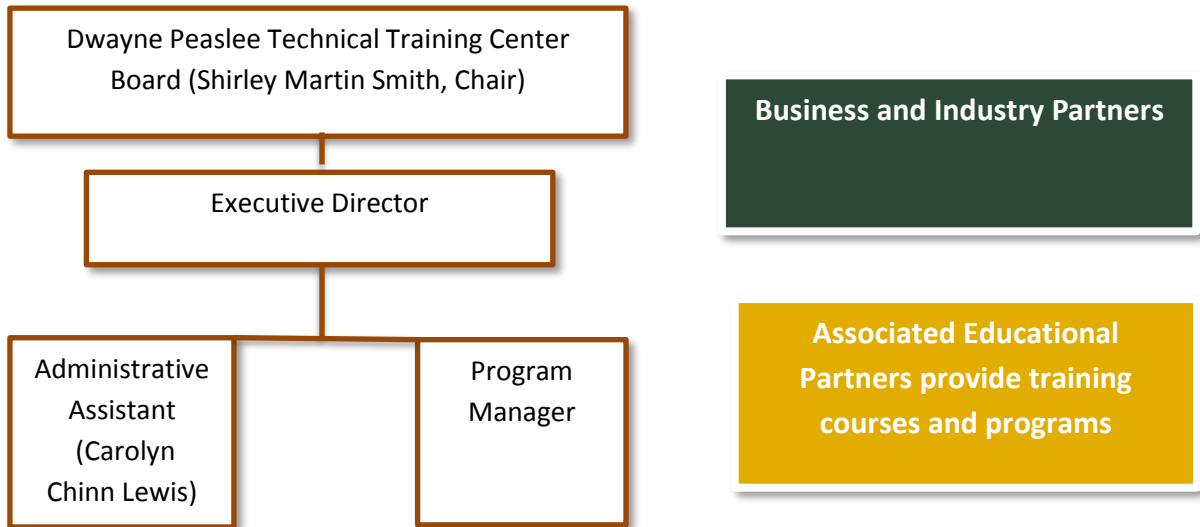 Dwayne Peaslee Technical Training Center
Board (Shirley Martin Smith, Chair)
Executive Director
Administrative
Assistant
(Carolyn
Chinn Lewis)
Program
Manager
Business and Industry Partners
Associated Educational
Partners provide training
courses and programs